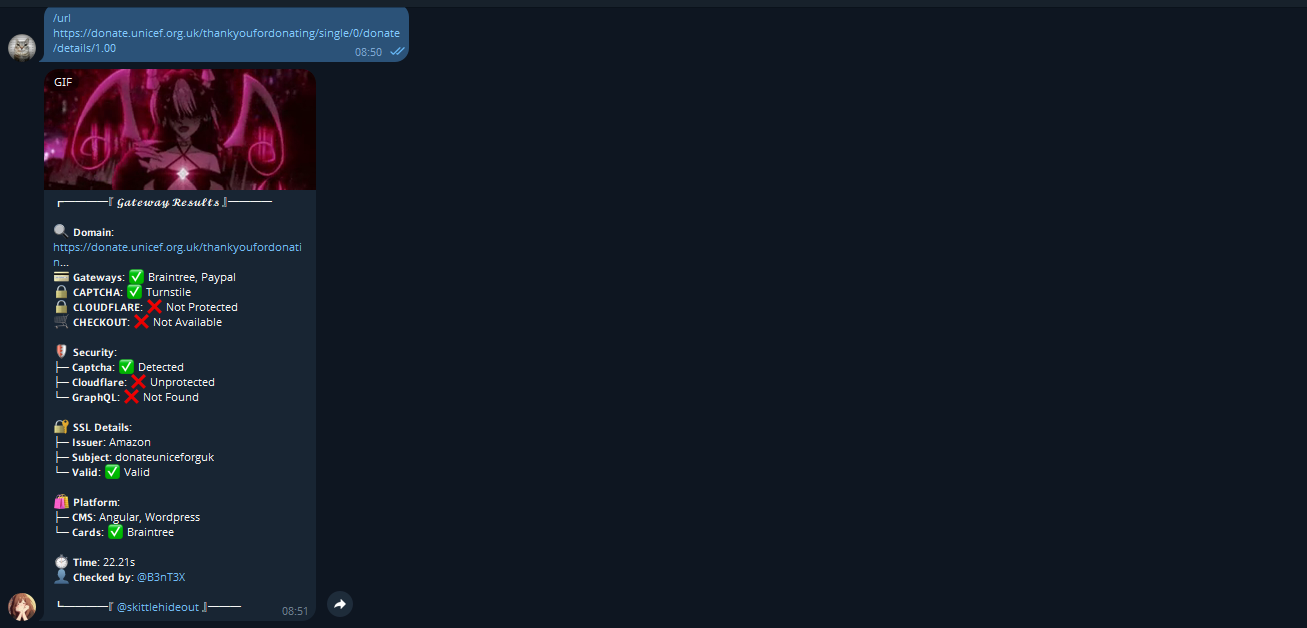 /url
https://donate.unicef.org.uk/thankyoufordonating/single/0/donate
/details/1.00
08:50
GIF
『 𝓖𝓪𝓽𝓮𝔀𝓪𝔂 𝓡𝓮𝓼𝓾𝓵𝓽𝓼 』
Domain:
https://donate.unicef.org.uk/thankyoufordonati
n...
Gateways: ✅ Braintree, Paypal
CAPTCHA: ✅ Turnstile
CLOUDFLARE: ❌ Not Protected
CHECKOUT: ❌ Not Available
Security:
├─ Captcha: ✅ Detected
├─ Cloudflare: ❌ Unprotected
└─ GraphQL: ❌ Not Found
SSL Details:
├─ Issuer: Amazon
├─ Subject: donateuniceforguk
└─ Valid: ✅ Valid
Platform:
├─ CMS: Angular, Wordpress
└─ Cards: ✅ Braintree
Time: 22.21s
Checked by: @B3nT3X
『 @skittlehideout 』
08:51